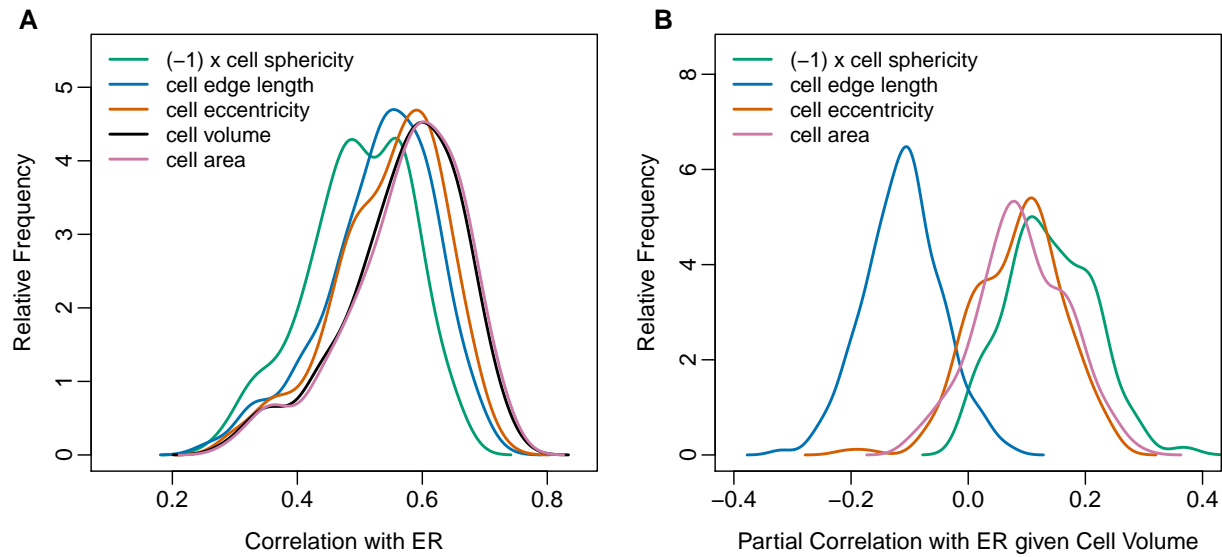 A
(−1) x cell sphericity
cell edge length
cell eccentricity
cell volume
cell area
Relative Frequency
0
1
2
3
4
5
0.2
0.4
0.6
0.8
Correlation with ER
B
(−1) x cell sphericity
cell edge length
cell eccentricity
cell area
Relative Frequency
0
2
4
6
8
−0.4
−0.2
0.0
0.2
0.4
Partial Correlation with ER given Cell Volume